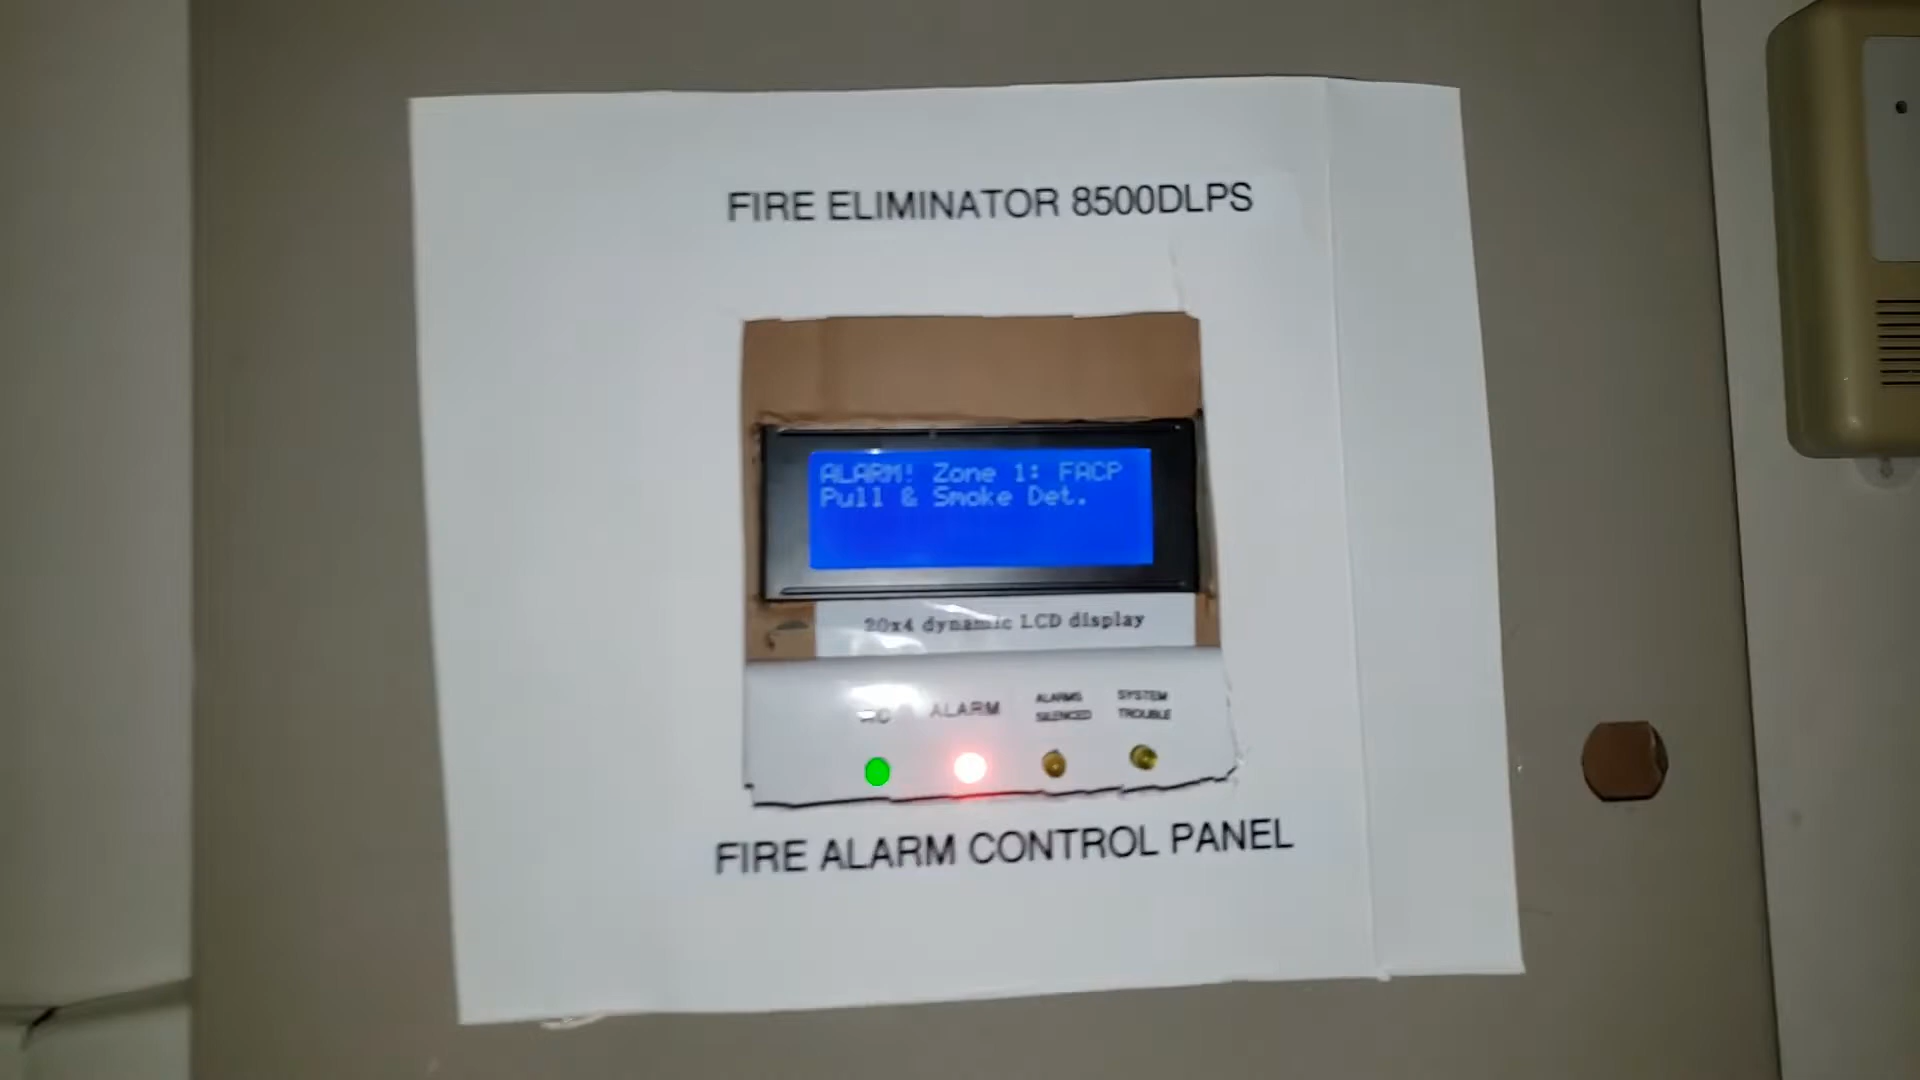 FIRE ELIMINATOR 8500DLPS
ALARM! Zone 1: FACP
Pull & Smoke Det.
20x4 dynamic LCD display
AC ALARM ALARMS SILENCED SYSTEM TROUBLE
FIRE ALARM CONTROL PANEL